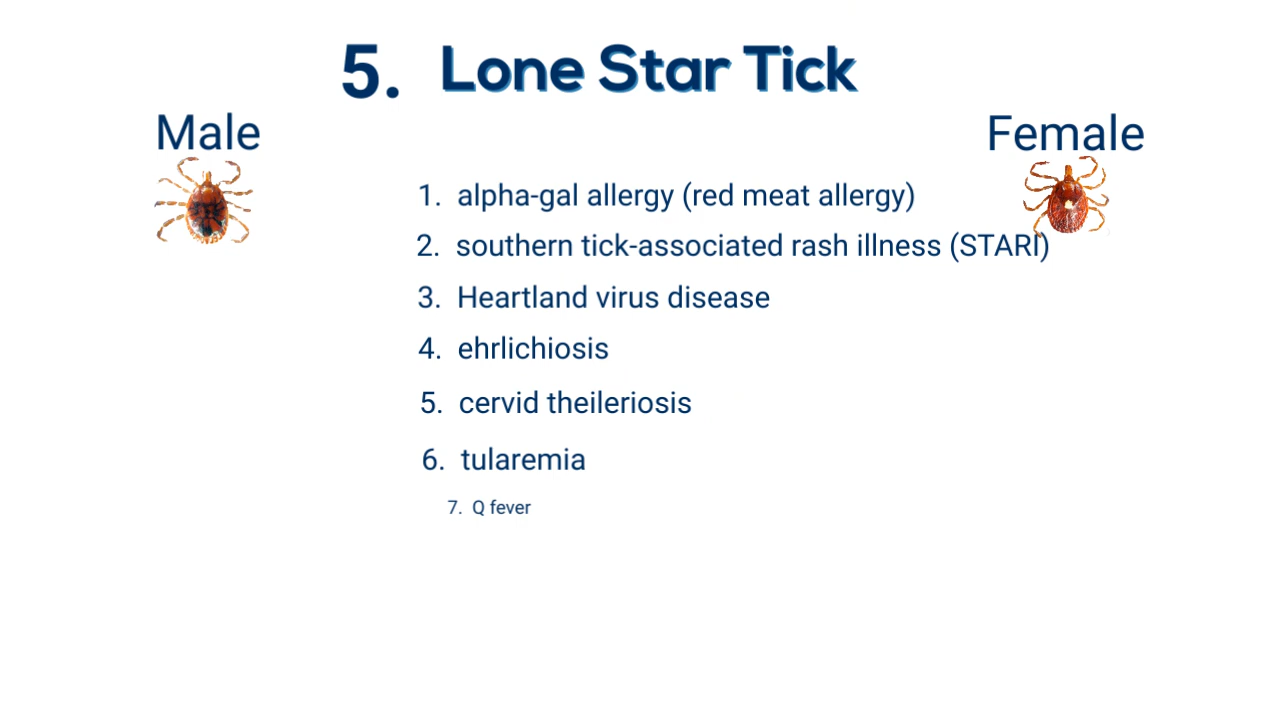 5. Lone Star Tick
Male
Female
1. alpha-gal allergy (red meat allergy)
2. southern tick-associated rash illness (STARI)
3. Heartland virus disease
4. ehrlichiosis
5. cervid theileriosis
6. tularemia
7. Q fever